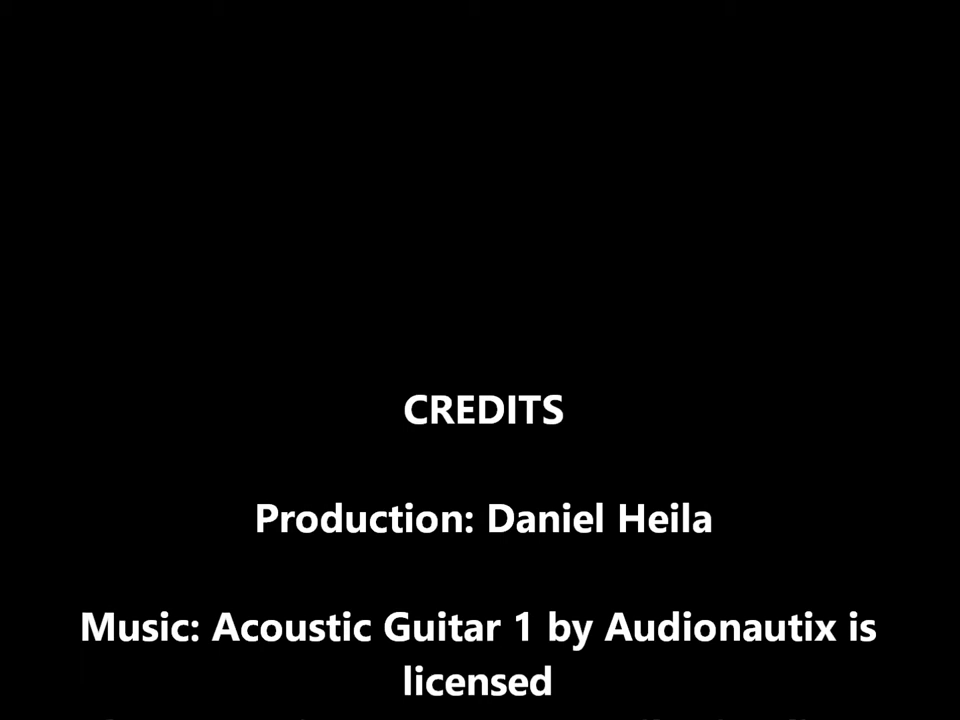 CREDITS
Production: Daniel Heila
Music: Acoustic Guitar 1 by Audionautix is
licensed